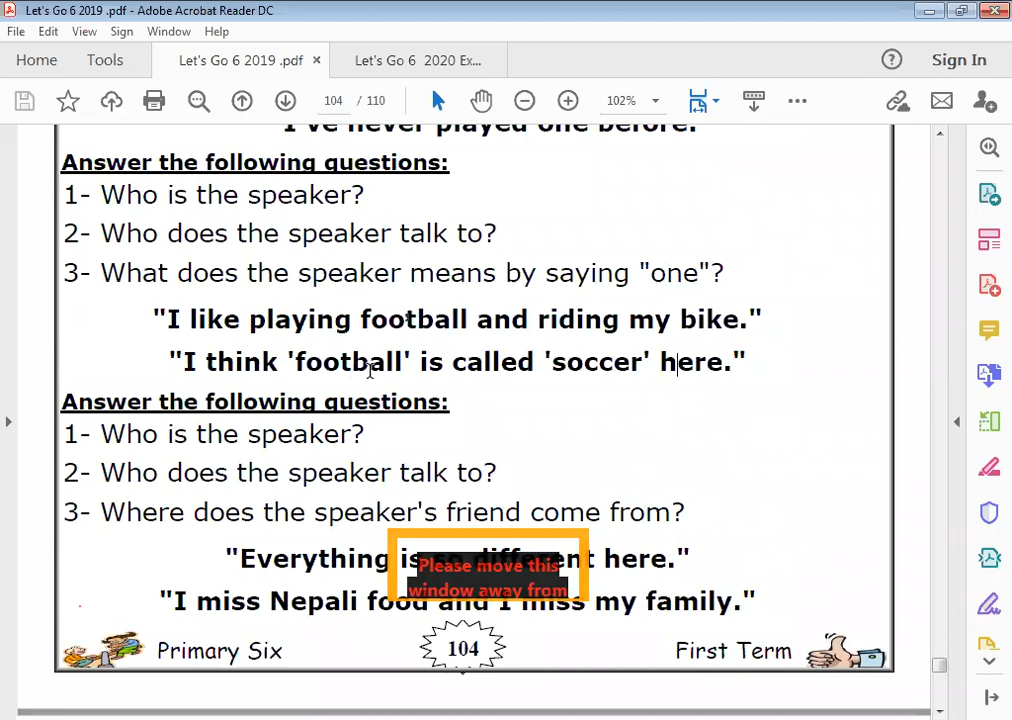 Let's Go 6 2019 .pdf - Adobe Acrobat Reader DC
File Edit View Sign Window Help
Home Tools Let's Go 6 2019 .pdf × Let's Go 6 2020 Ex... Sign In
104 / 110 102%
"I've never played one before."
Answer the following questions:
1- Who is the speaker?
2- Who does the speaker talk to?
3- What does the speaker means by saying "one"?
"I like playing football and riding my bike."
"I think 'football' is called 'soccer' here."
Answer the following questions:
1- Who is the speaker?
2- Who does the speaker talk to?
3- Where does the speaker's friend come from?
"Everything is so different here."
Please move this
window away from
"I miss Nepali food and I miss my family."
Primary Six 104 First Term